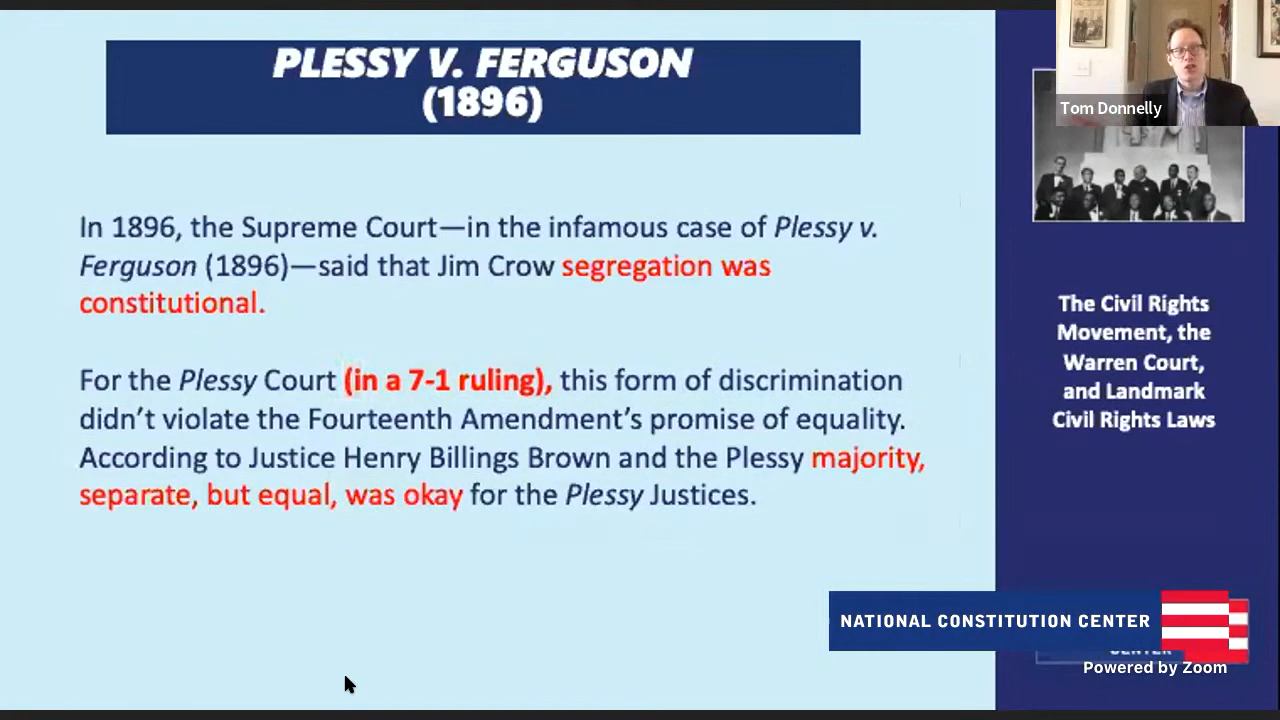 PLESSY V. FERGUSON
(1896)
Tom Donnelly
In 1896, the Supreme Court—in the infamous case of Plessy v.
Ferguson (1896)—said that Jim Crow segregation was
constitutional.
For the Plessy Court (in a 7-1 ruling), this form of discrimination
didn’t violate the Fourteenth Amendment’s promise of equality.
According to Justice Henry Billings Brown and the Plessy majority,
separate, but equal, was okay for the Plessy Justices.
The Civil Rights
Movement, the
Warren Court,
and Landmark
Civil Rights Laws
NATIONAL CONSTITUTION CENTER
Powered by Zoom